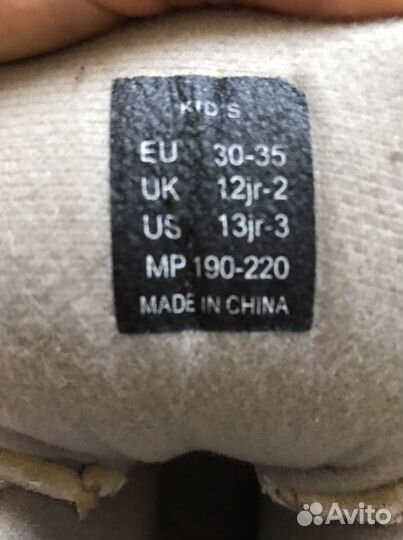 KID'S
EU 30-35
UK 12jr-2
US 13jr-3
MP 190-220
MADE IN CHINA
Avito